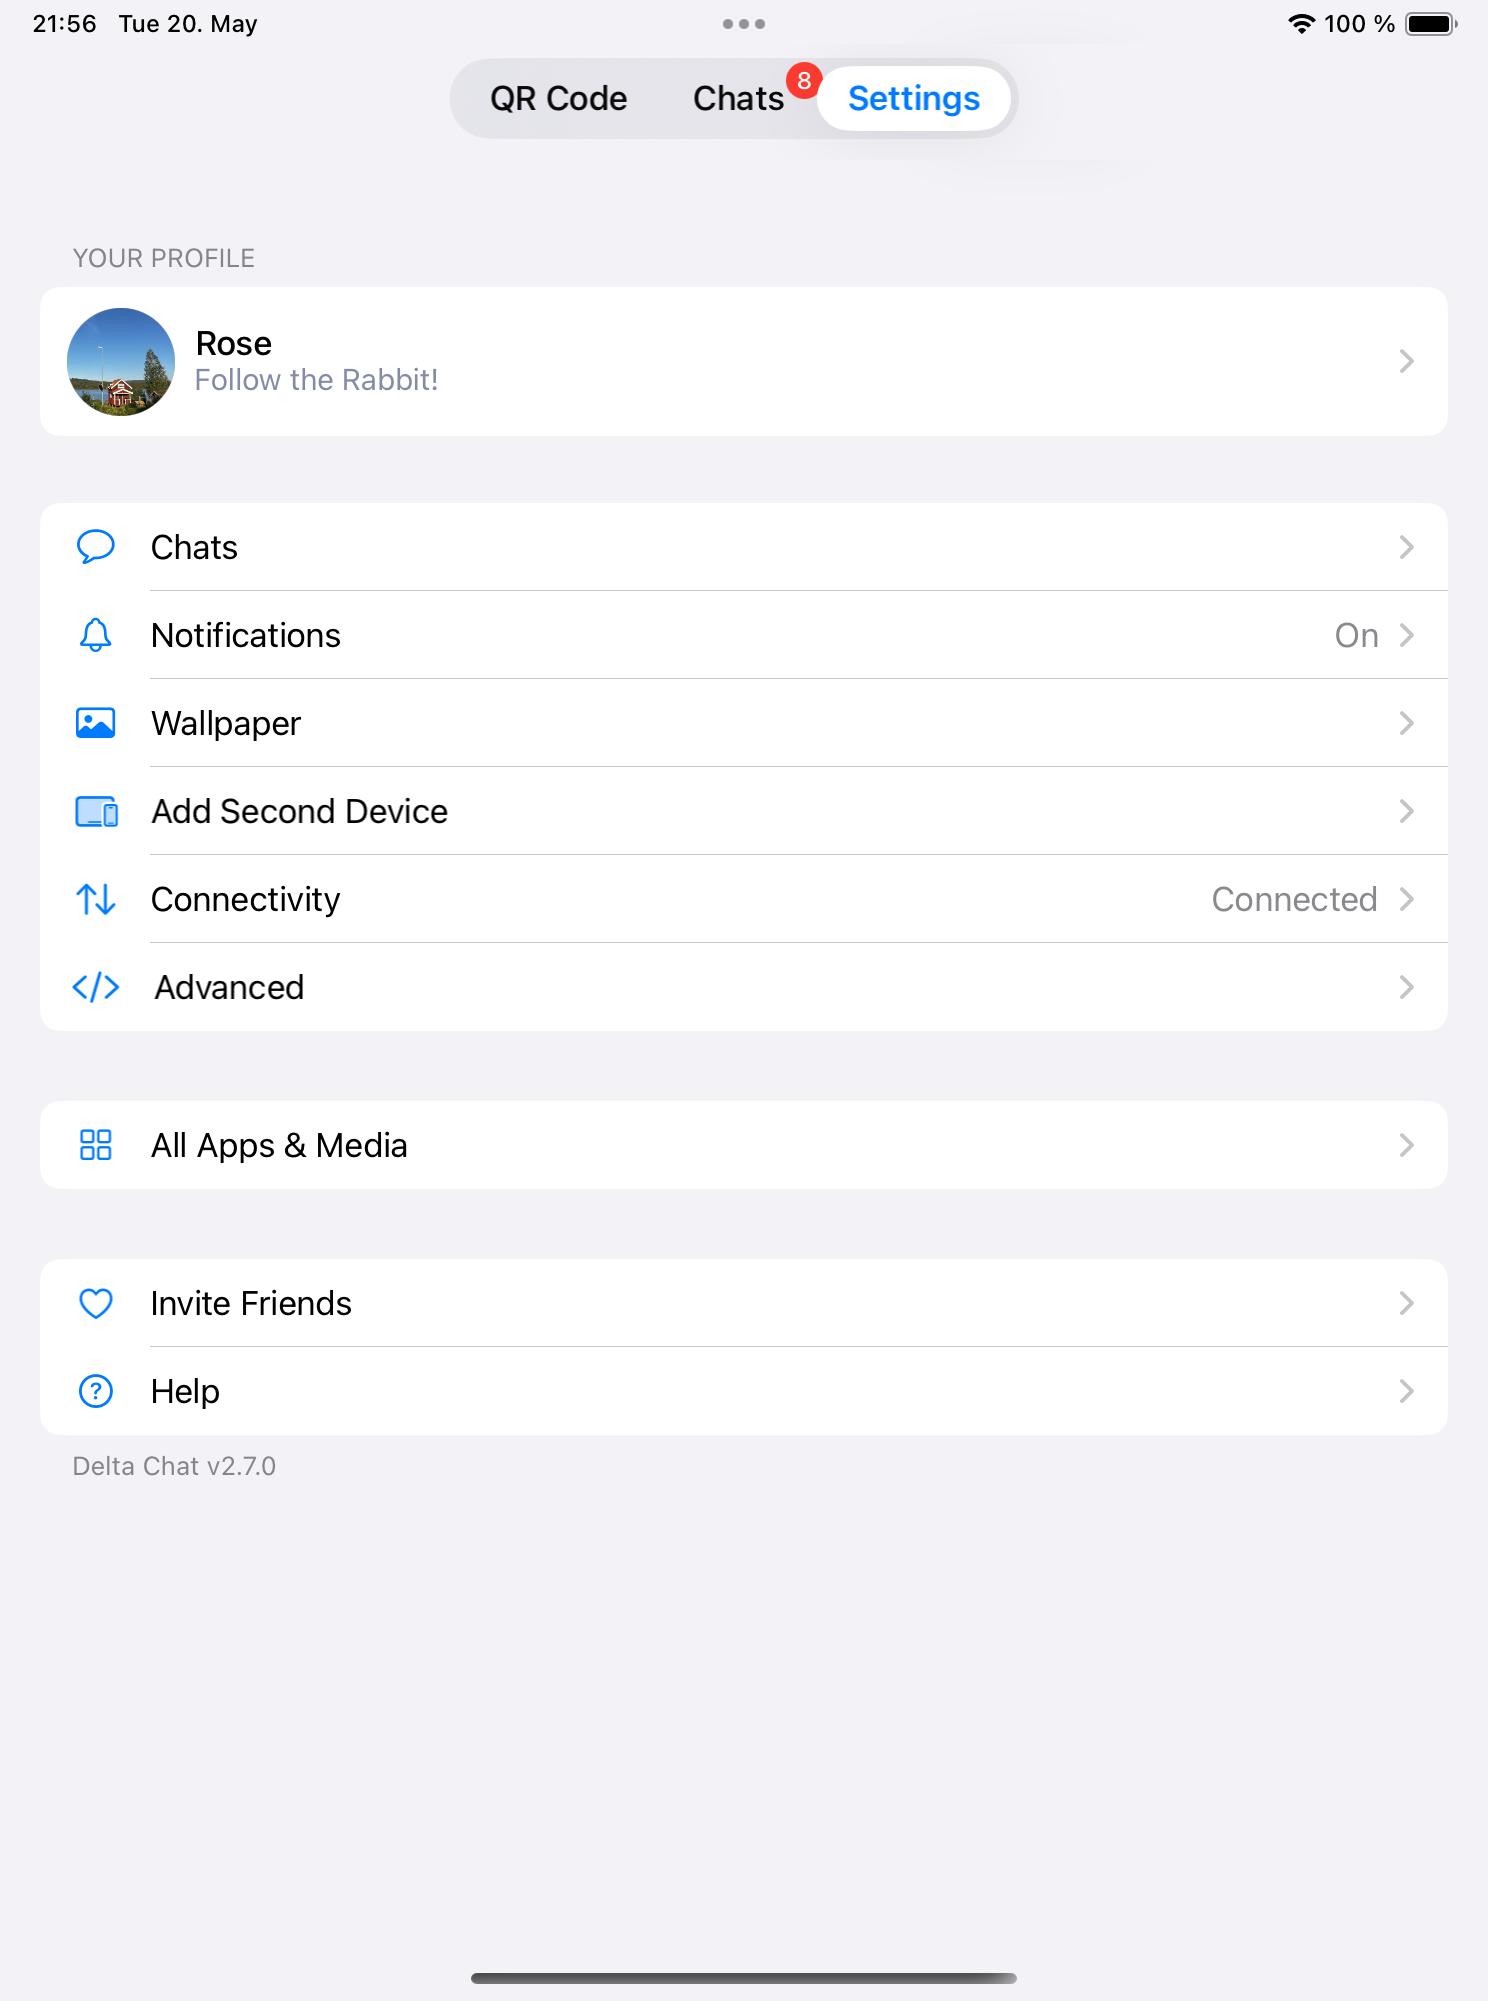 21:56 Tue 20. May
100 %
QR Code
Chats
8
Settings
YOUR PROFILE
Rose
Follow the Rabbit!
Chats
Notifications
On
Wallpaper
Add Second Device
Connectivity
Connected
Advanced
All Apps & Media
Invite Friends
Help
Delta Chat v2.7.0